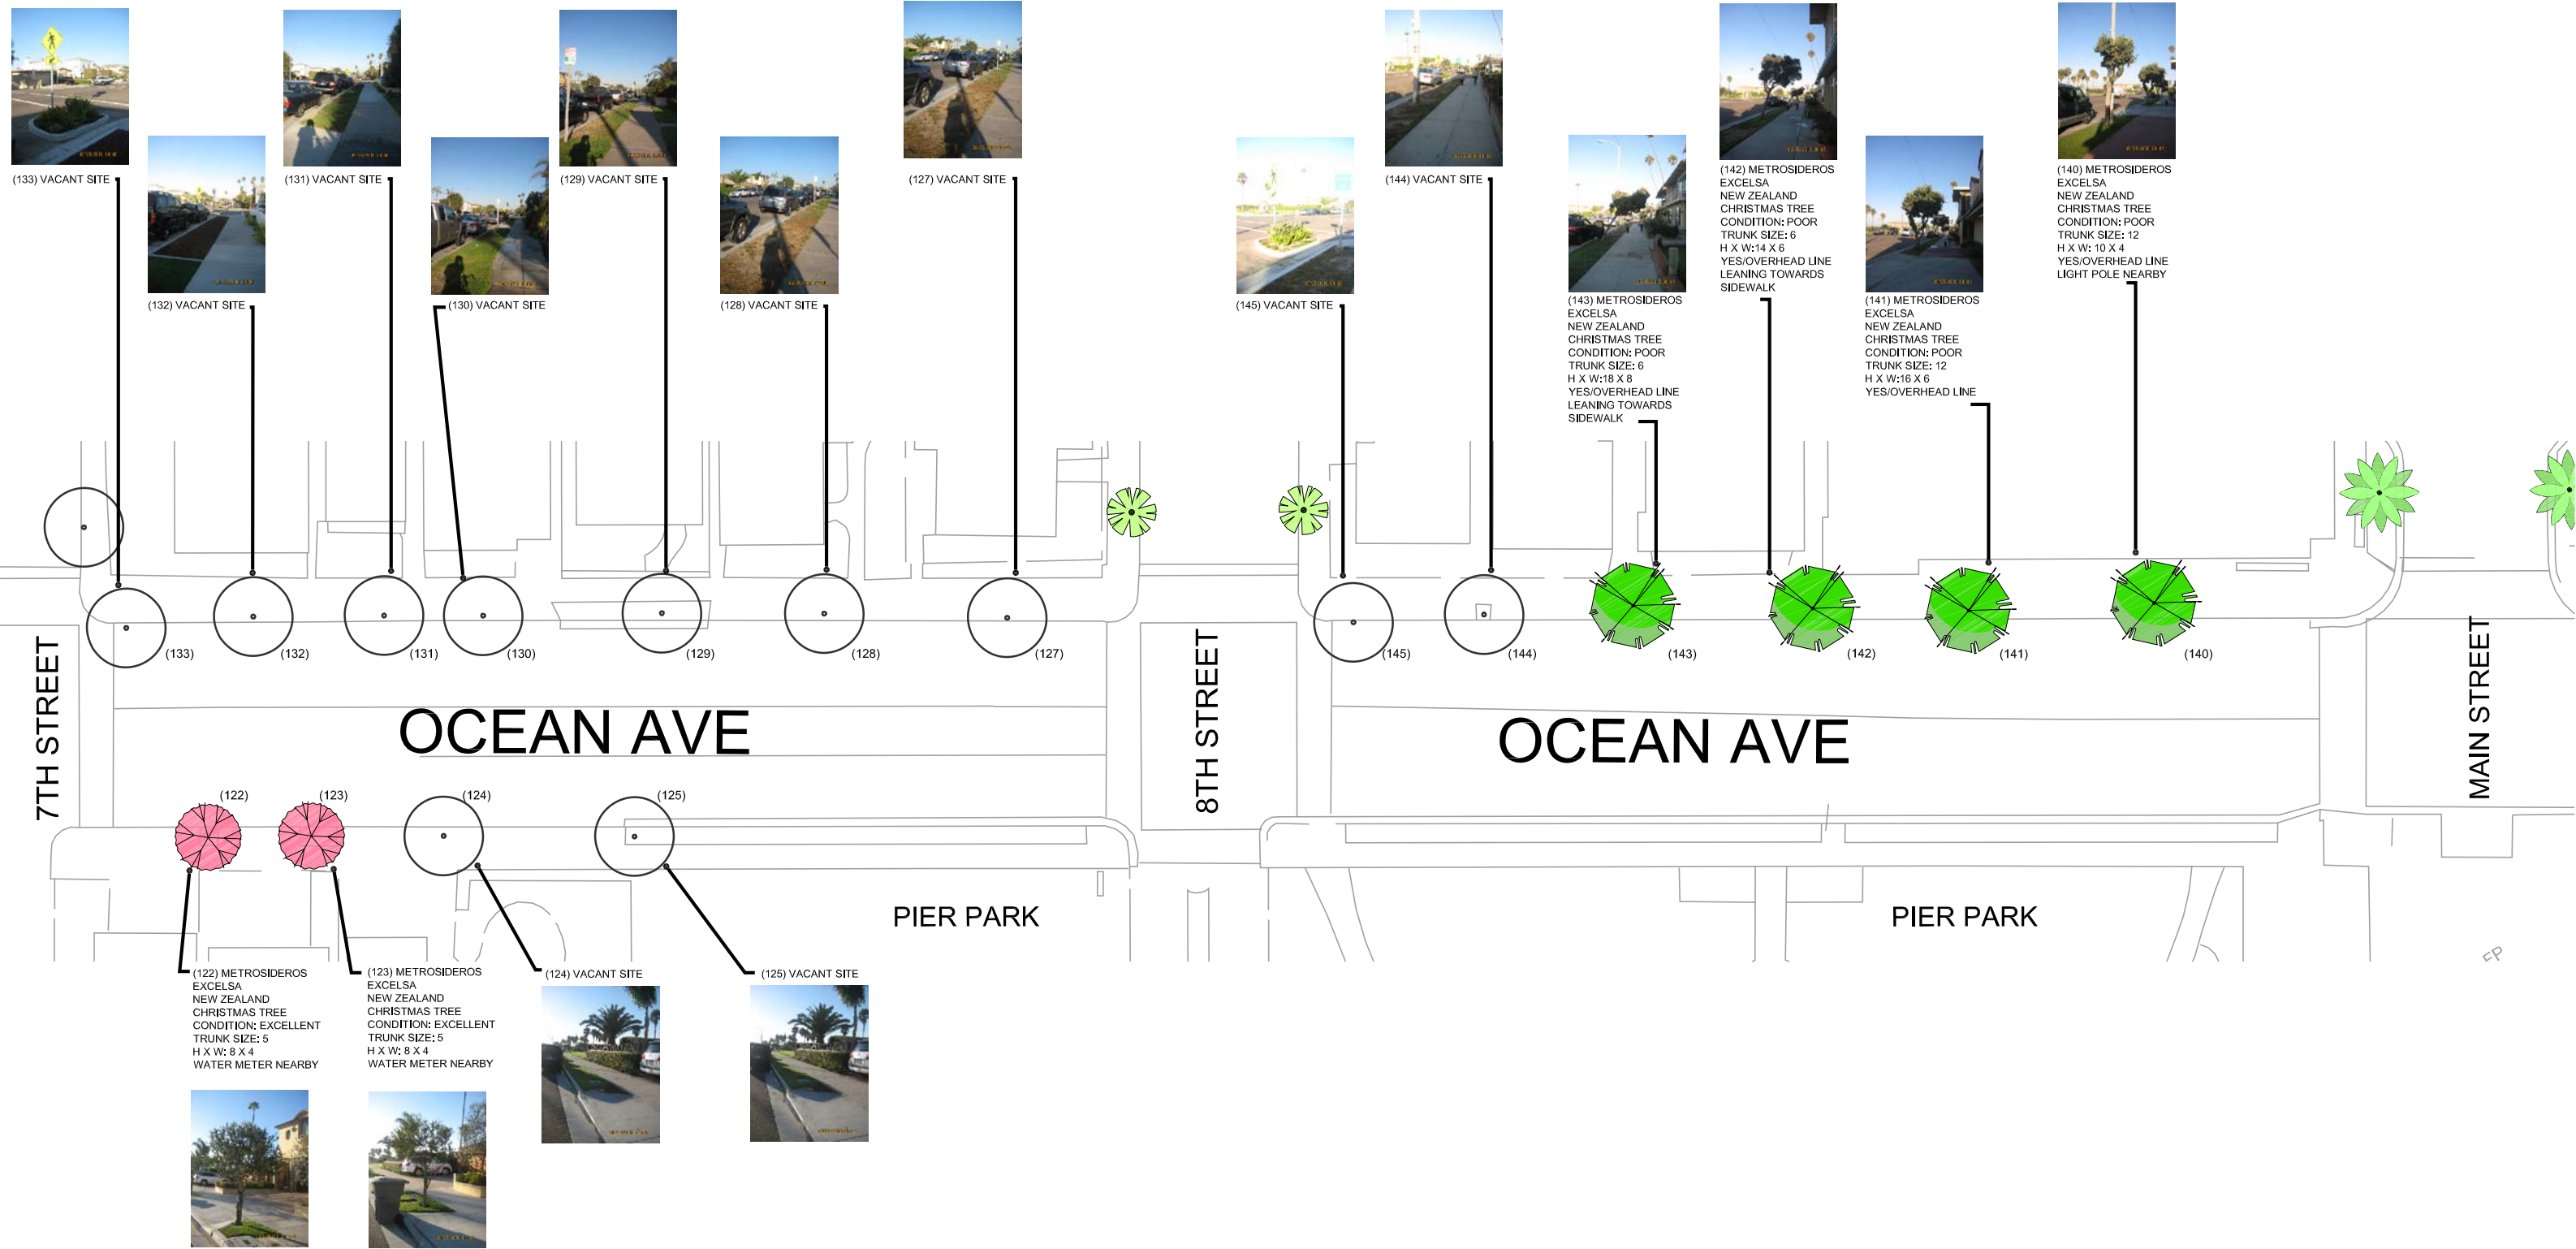 (133) VACANT SITE
(131) VACANT SITE
(129) VACANT SITE
(127) VACANT SITE
(144) VACANT SITE
(142) METROSIDEROS
EXCELSA
NEW ZEALAND
CHRISTMAS TREE
CONDITION: POOR
TRUNK SIZE: 6
H X W:14 X 6
YES/OVERHEAD LINE
LEANING TOWARDS
SIDEWALK
(140) METROSIDEROS
EXCELSA
NEW ZEALAND
CHRISTMAS TREE
CONDITION: POOR
TRUNK SIZE: 12
H X W: 10 X 4
YES/OVERHEAD LINE
LIGHT POLE NEARBY
(132) VACANT SITE
(130) VACANT SITE
(128) VACANT SITE
(145) VACANT SITE
(143) METROSIDEROS
EXCELSA
NEW ZEALAND
CHRISTMAS TREE
CONDITION: POOR
TRUNK SIZE: 6
H X W:18 X 8
YES/OVERHEAD LINE
LEANING TOWARDS
SIDEWALK
(141) METROSIDEROS
EXCELSA
NEW ZEALAND
CHRISTMAS TREE
CONDITION: POOR
TRUNK SIZE: 12
H X W:16 X 6
YES/OVERHEAD LINE
(133)
(132)
(131)
(130)
(129)
(128)
(127)
(145)
(144)
(143)
(142)
(141)
(140)
7TH STREET
OCEAN AVE
8TH STREET
OCEAN AVE
MAIN STREET
(122)
(123)
(124)
(125)
PIER PARK
PIER PARK
EP
(122) METROSIDEROS
EXCELSA
NEW ZEALAND
CHRISTMAS TREE
CONDITION: EXCELLENT
TRUNK SIZE: 5
H X W: 8 X 4
WATER METER NEARBY
(123) METROSIDEROS
EXCELSA
NEW ZEALAND
CHRISTMAS TREE
CONDITION: EXCELLENT
TRUNK SIZE: 5
H X W: 8 X 4
WATER METER NEARBY
(124) VACANT SITE
(125) VACANT SITE